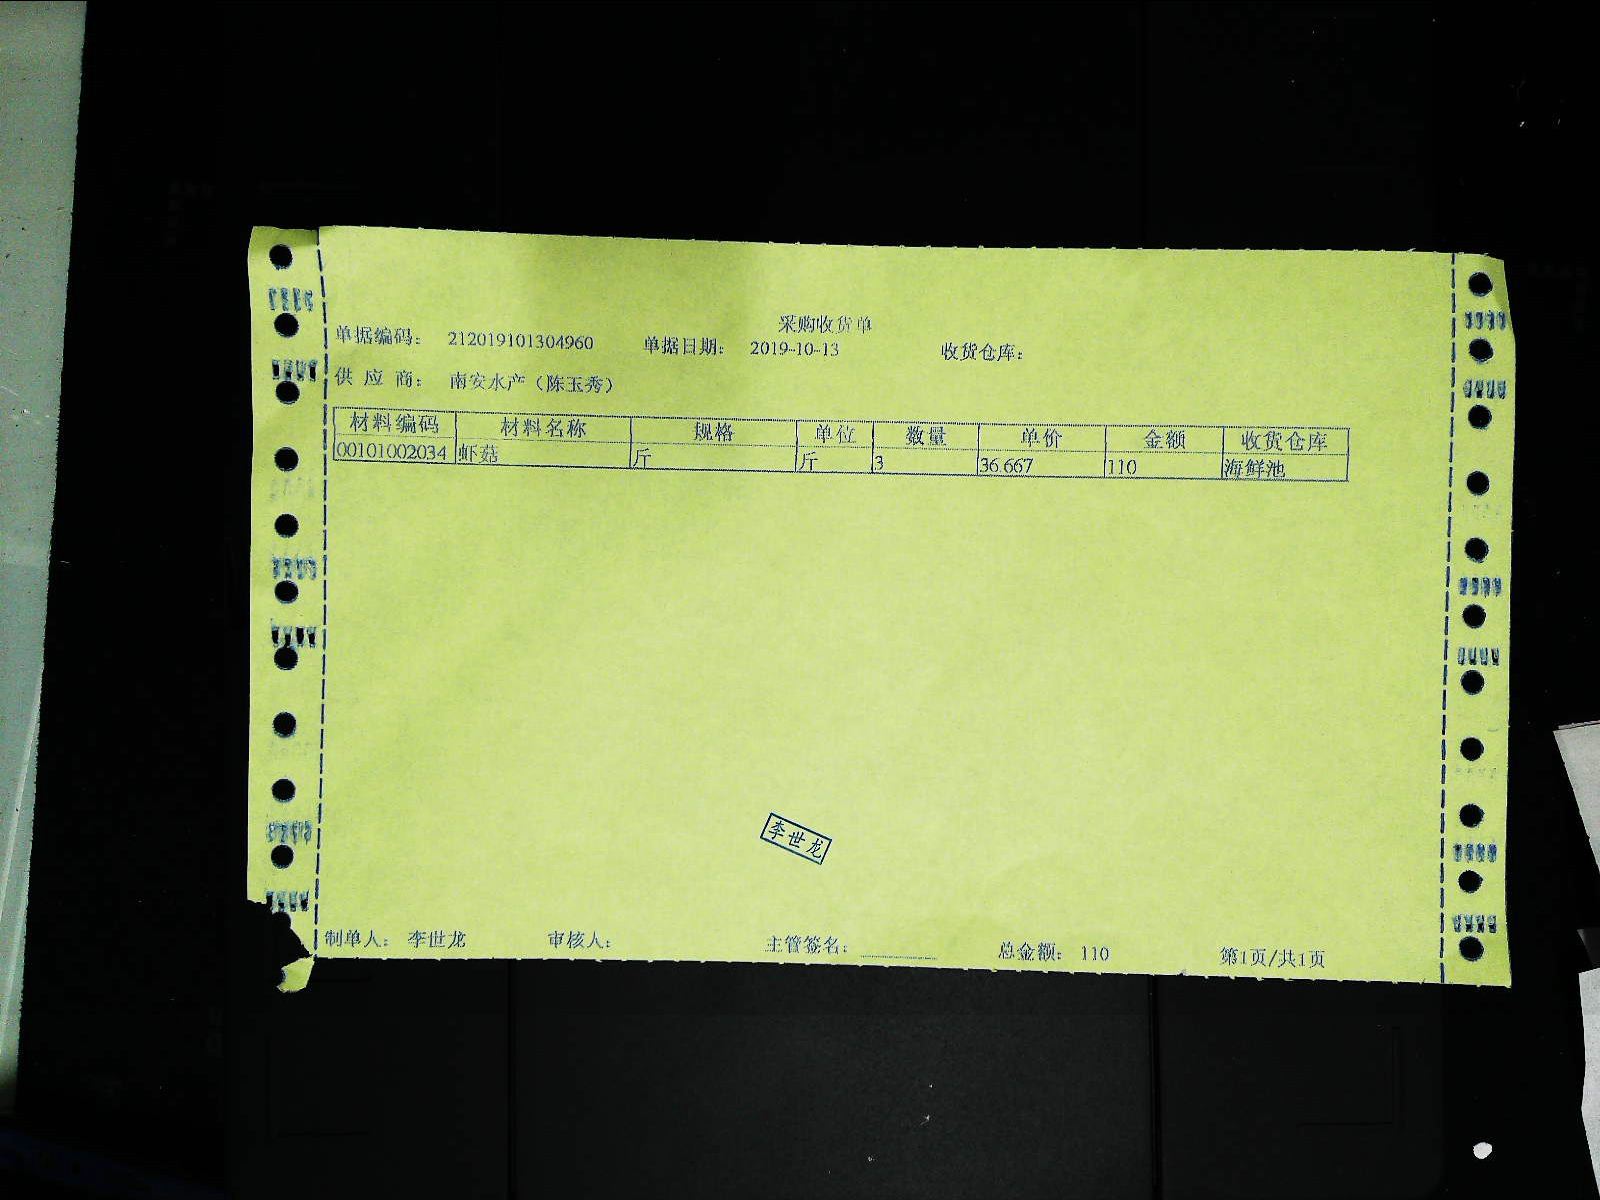 采购收货单
单据编码： 212019101304960 单据日期： 2019-10-13 收货仓库：
供 应 商： 南安水产（陈玉秀）
材料编码 材料名称 规格 单位 数量 单价 金额 收货仓库
00101002034 虾菇 斤 斤 3 36.667 110 海鲜池
李世龙
制单人： 李世龙 审核人： 主管签名： 总金额： 110 第1页/共1页